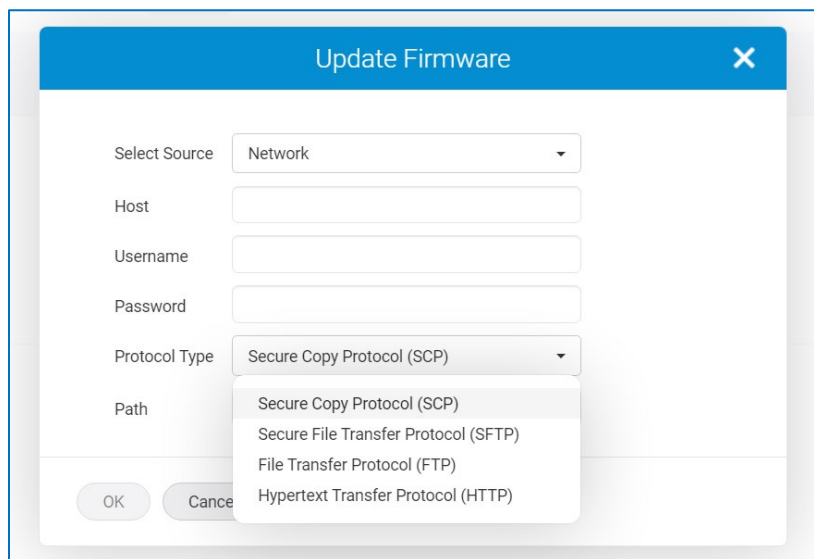 Update Firmware
Select Source Network
Host
Username
Password
Protocol Type Secure Copy Protocol (SCP)
Path
Secure Copy Protocol (SCP)
Secure File Transfer Protocol (SFTP)
File Transfer Protocol (FTP)
Hypertext Transfer Protocol (HTTP)
OK Cance